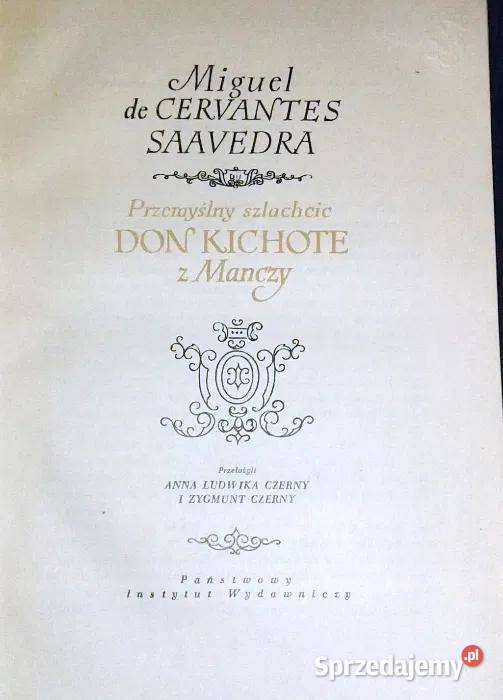 Miguel
de CERVANTES
SAAVEDRA
Przemyślny szlachcic
DON KICHOTE
z Manczy
Przełożyli
ANNA LUDWIKA CZERNY
I ZYGMUNT CZERNY
Państwowy
Instytut Wydawniczy
Sprzedajemy.pl